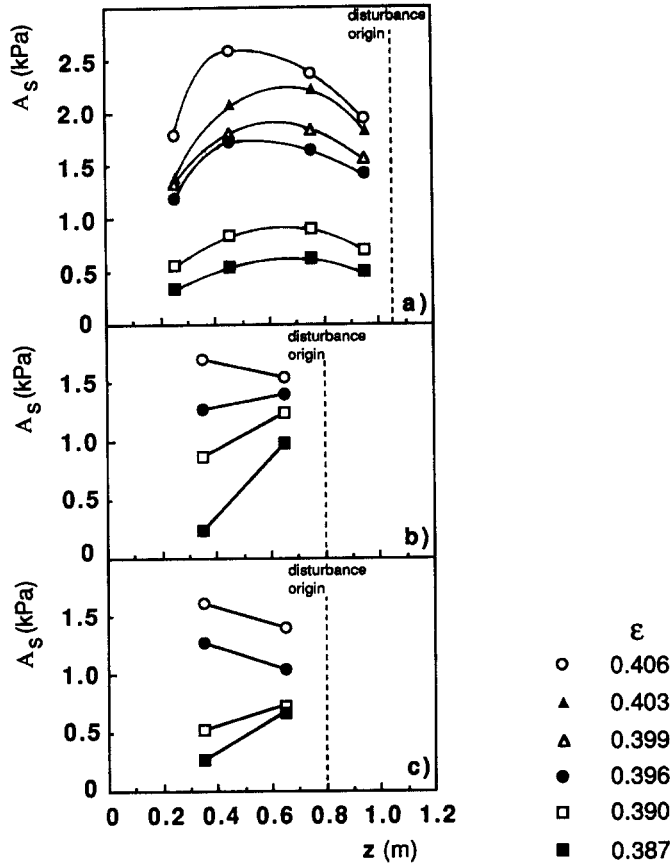 disturbance
origin
A_s (kPa)
2.5
2.0
1.5
1.0
0.5
0
a)
disturbance
origin
A_s (kPa)
1.5
1.0
0.5
0
b)
disturbance
origin
A_s (kPa)
1.5
1.0
0.5
0
c)
0 0.2 0.4 0.6 0.8 1.0 1.2
z (m)
ε
0.406
0.403
0.399
0.396
0.390
0.387